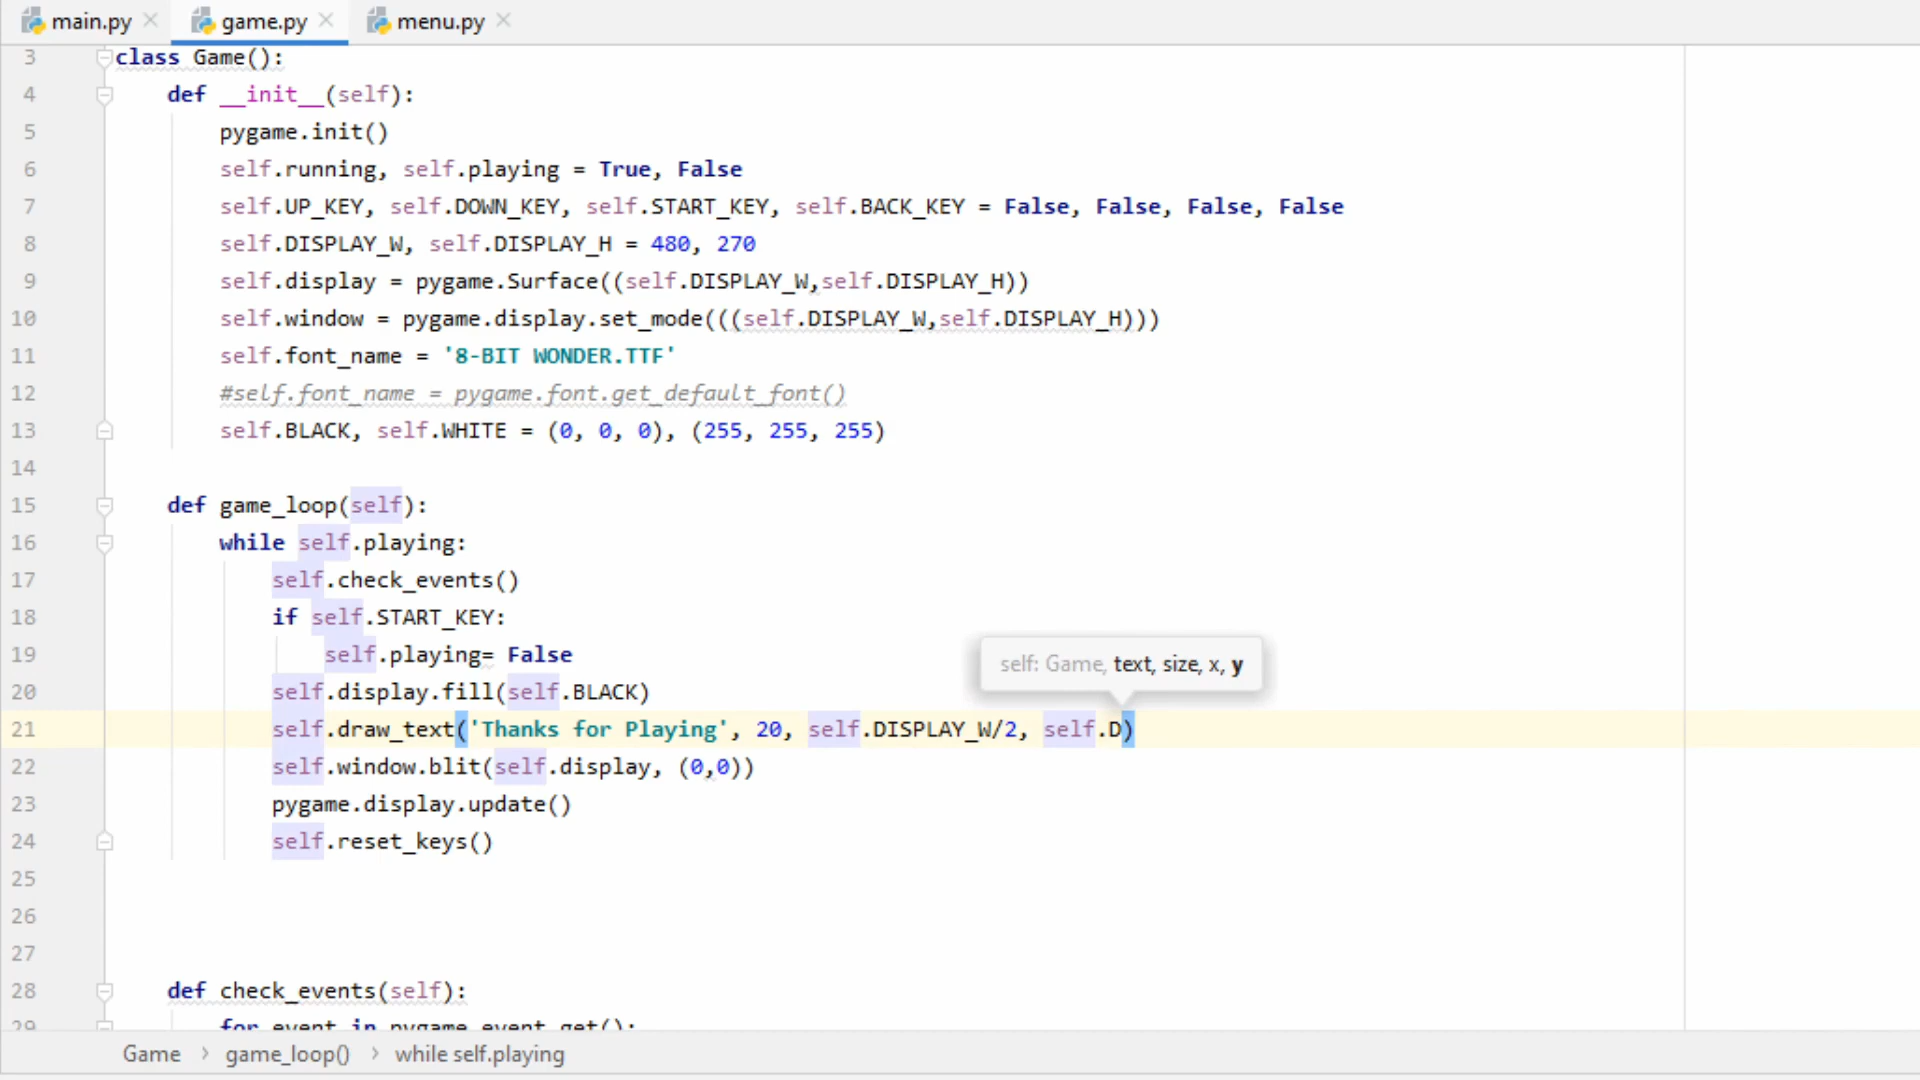 main.py game.py menu.py
3 class Game():
4 def __init__(self):
5 pygame.init()
6 self.running, self.playing = True, False
7 self.UP_KEY, self.DOWN_KEY, self.START_KEY, self.BACK_KEY = False, False, False, False
8 self.DISPLAY_W, self.DISPLAY_H = 480, 270
9 self.display = pygame.Surface((self.DISPLAY_W,self.DISPLAY_H))
10 self.window = pygame.display.set_mode(((self.DISPLAY_W,self.DISPLAY_H)))
11 self.font_name = '8-BIT WONDER.TTF'
12 #self.font_name = pygame.font.get_default_font()
13 self.BLACK, self.WHITE = (0, 0, 0), (255, 255, 255)
14
15 def game_loop(self):
16 while self.playing:
17 self.check_events()
18 if self.START_KEY:
19 self.playing= False
self: Game, text, size, x, y
20 self.display.fill(self.BLACK)
21 self.draw_text('Thanks for Playing', 20, self.DISPLAY_W/2, self.D)
22 self.window.blit(self.display, (0,0))
23 pygame.display.update()
24 self.reset_keys()
25
26
27
28 def check_events(self):
29 for event in pygame.event.get():
Game > game_loop() > while self.playing